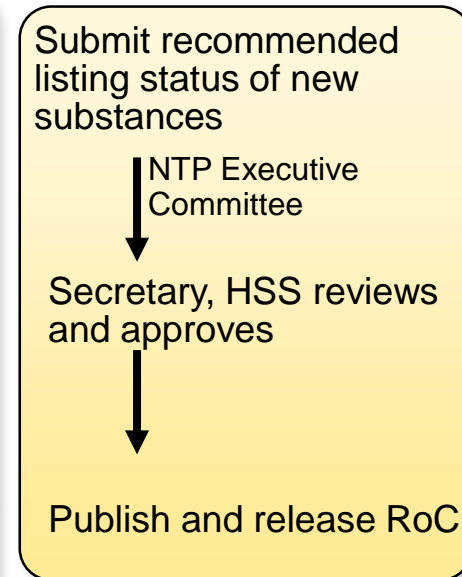 Submit recommended
listing status of new
substances
NTP Executive
Committee
Secretary, HSS reviews
and approves
Publish and release RoC